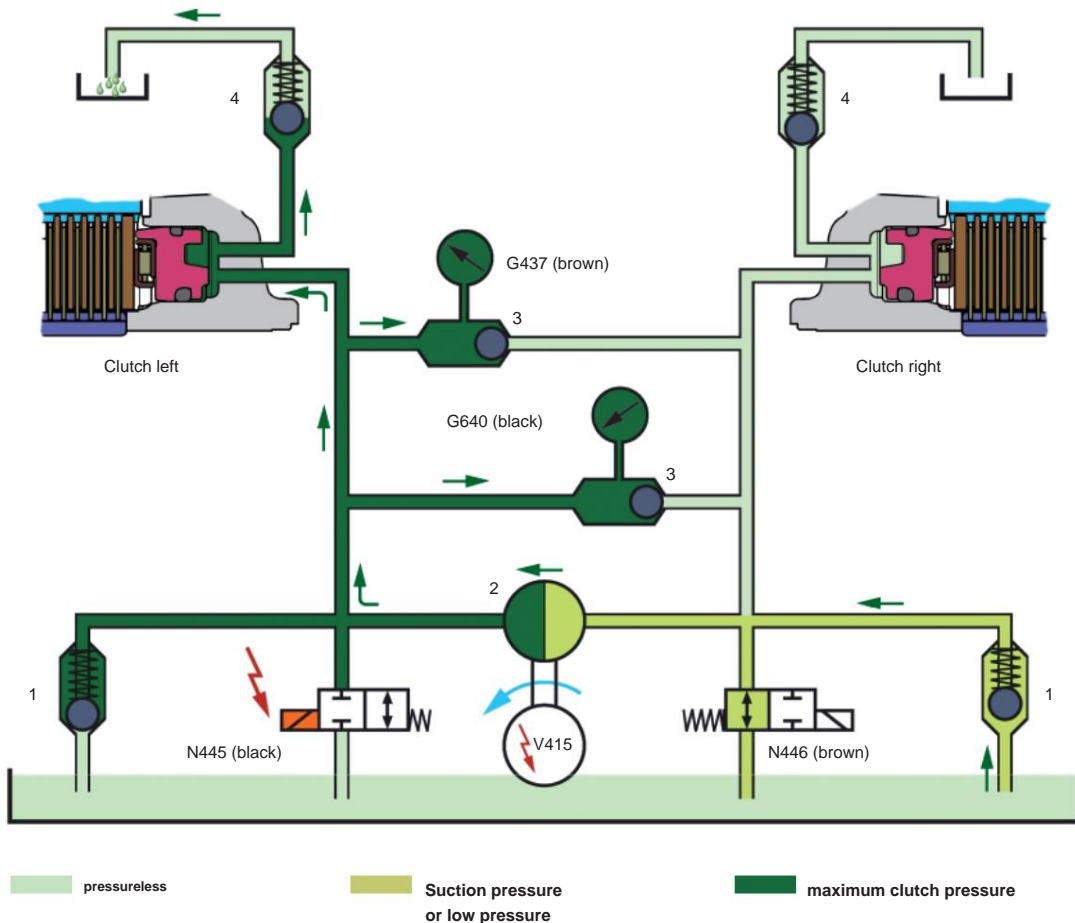 4
4
G437 (brown)
3
Clutch left
Clutch right
G640 (black)
3
2
1
1
N445 (black)
V415
N446 (brown)
pressureless
Suction pressure
or low pressure
maximum clutch pressure